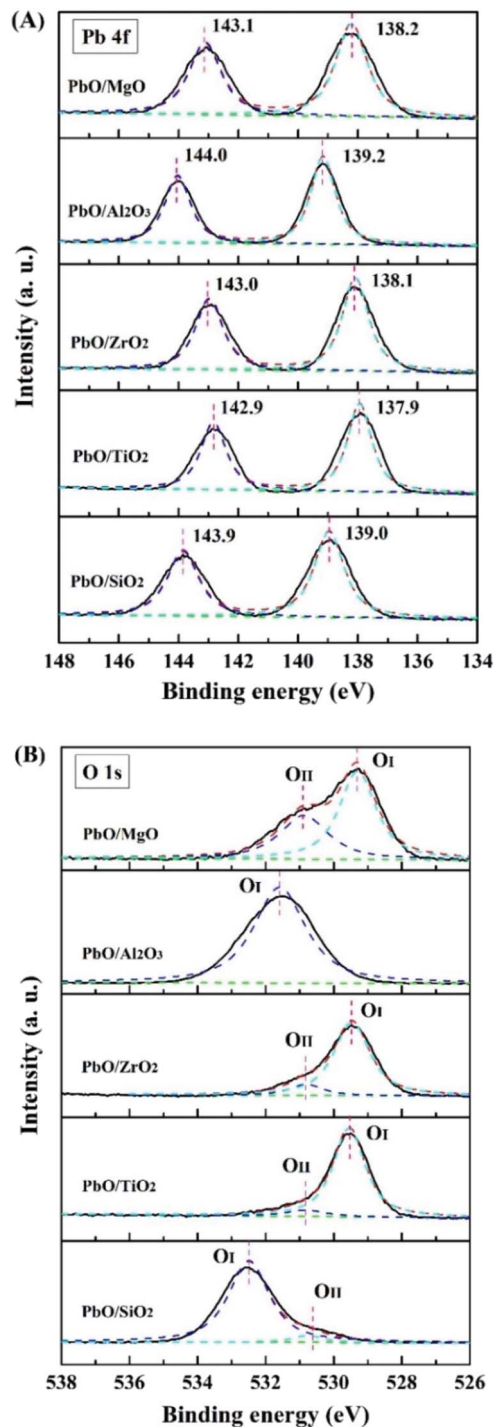 (A)
Pb 4f
143.1 138.2
PbO/MgO
144.0 139.2
PbO/Al2O3
143.0 138.1
PbO/ZrO2
142.9 137.9
PbO/TiO2
143.9 139.0
PbO/SiO2
Intensity (a. u.)
148 146 144 142 140 138 136 134
Binding energy (eV)
(B)
O 1s
OII OI
PbO/MgO
OI
PbO/Al2O3
OII OI
PbO/ZrO2
OII OI
PbO/TiO2
OI OII
PbO/SiO2
Intensity (a. u.)
538 536 534 532 530 528 526
Binding energy (eV)